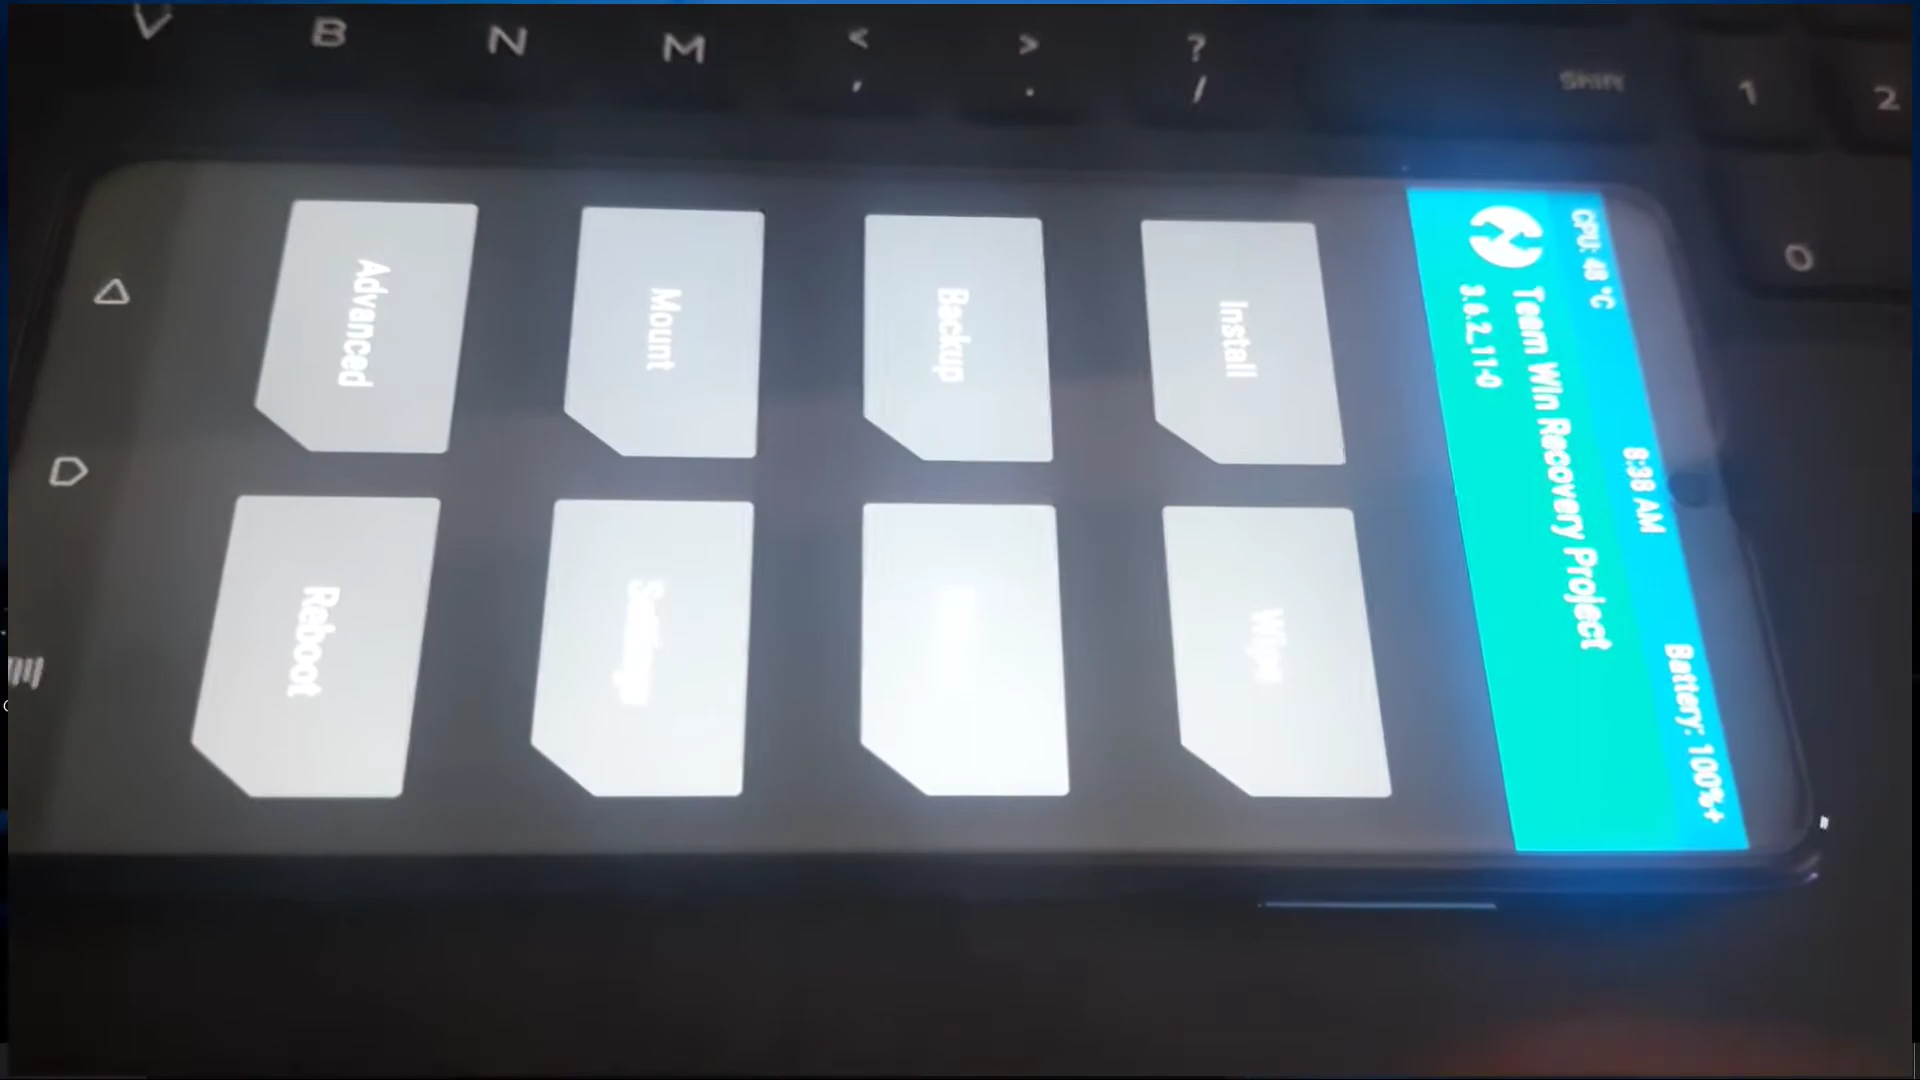 V B N M < > ?
, . / Shift 1 2
0
CPU: 48 °C 8:38 AM Battery: 100%+
Team Win Recovery Project
3.6.2_11-0
Install Wipe
Backup
Mount Settings
Advanced Reboot